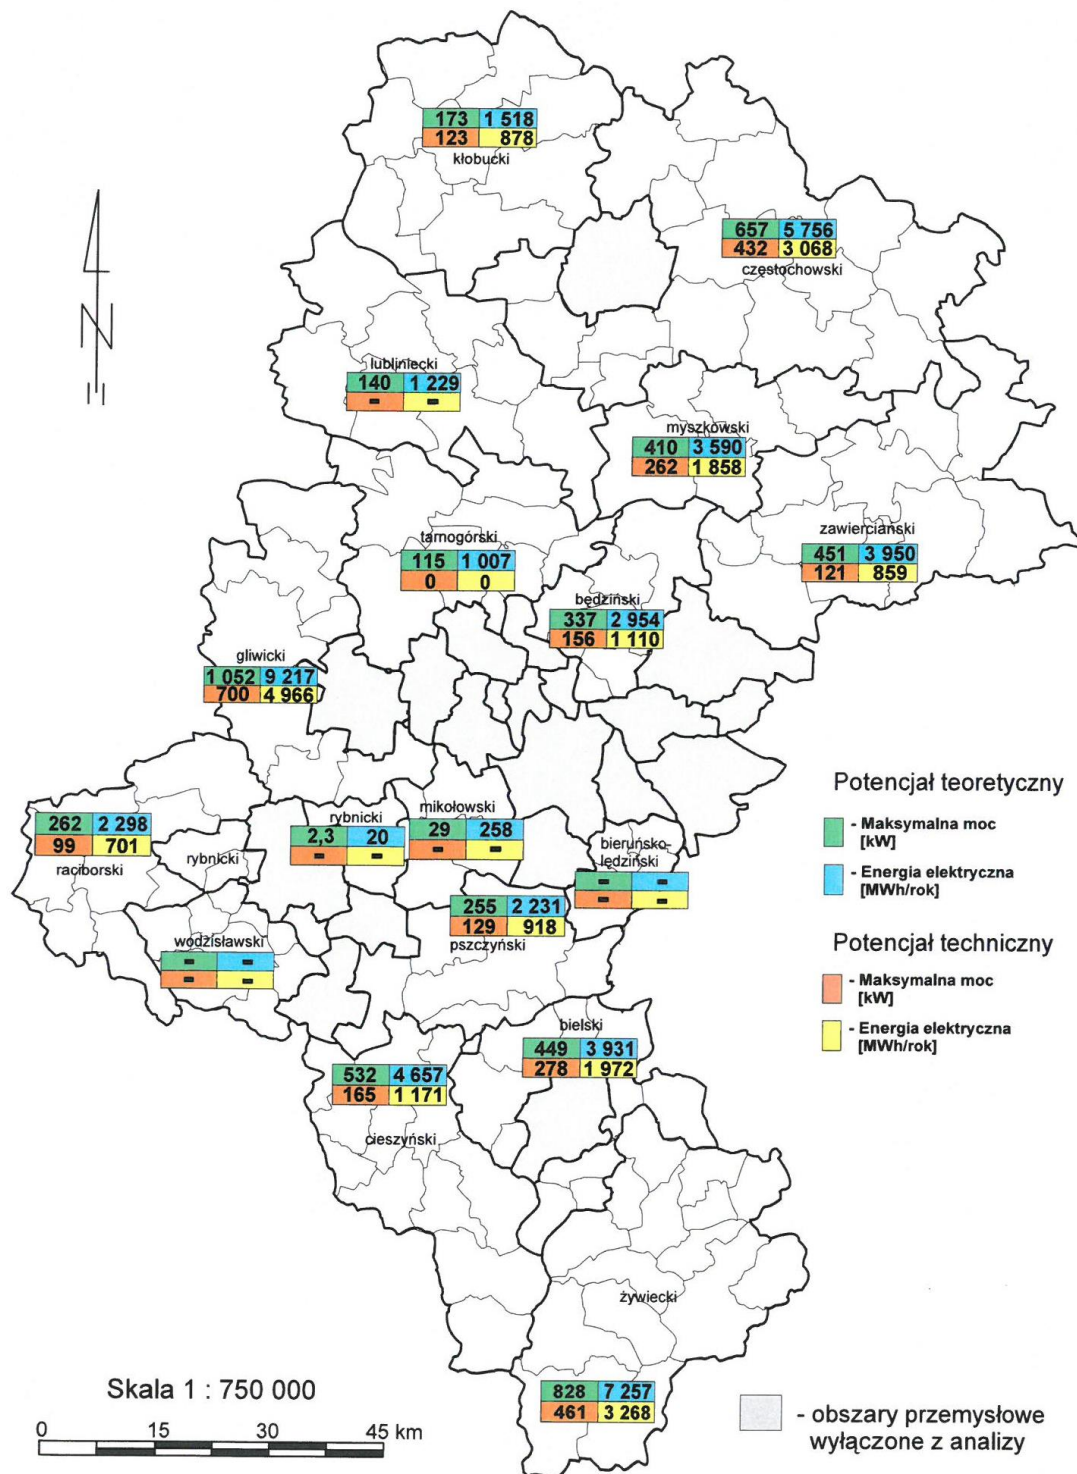 173 1 518
123 878
kłobucki
657 5 756
432 3 068
częstochowski
N
lubliniecki
140 1 229
- -
myszkowski
410 3 590
262 1 858
zawierciański
451 3 950
121 859
tarnogórski
115 1 007
0 0
będziński
337 2 954
156 1 110
gliwicki
1 052 9 217
700 4 966
Potencjał teoretyczny
- Maksymalna moc
[kW]
- Energia elektryczna
[MWh/rok]
Potencjał techniczny
- Maksymalna moc
[kW]
- Energia elektryczna
[MWh/rok]
262 2 298
99 701
raciborski
rybnicki
rybnicki
2,3 20
- -
mikołowski
29 258
- -
bieruńsko-
lędziński
- -
- -
255 2 231
129 918
pszczyński
wodzisławski
- -
- -
bielski
449 3 931
278 1 972
532 4 657
165 1 171
cieszyński
żywiecki
828 7 257
461 3 268
Skala 1 : 750 000
0 15 30 45 km
- obszary przemysłowe
wyłączone z analizy